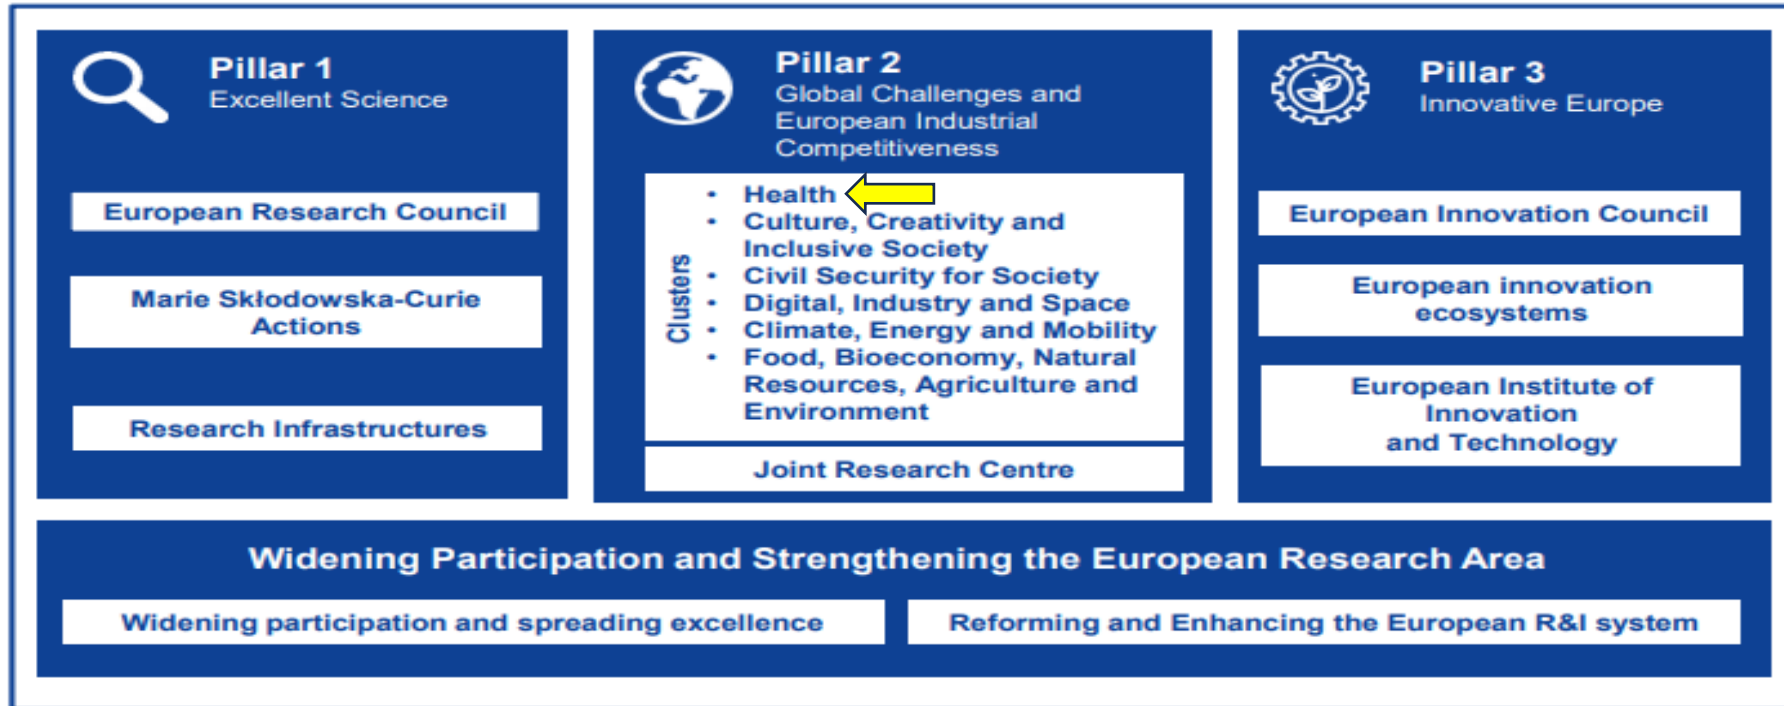 Pillar 1
Excellent Science
European Research Council
Marie Skłodowska-Curie
Actions
Research Infrastructures
Pillar 2
Global Challenges and
European Industrial
Competitiveness
Clusters
• Health
• Culture, Creativity and
Inclusive Society
• Civil Security for Society
• Digital, Industry and Space
• Climate, Energy and Mobility
• Food, Bioeconomy, Natural
Resources, Agriculture and
Environment
Joint Research Centre
Pillar 3
Innovative Europe
European Innovation Council
European innovation
ecosystems
European Institute of
Innovation
and Technology
Widening Participation and Strengthening the European Research Area
Widening participation and spreading excellence
Reforming and Enhancing the European R&I system